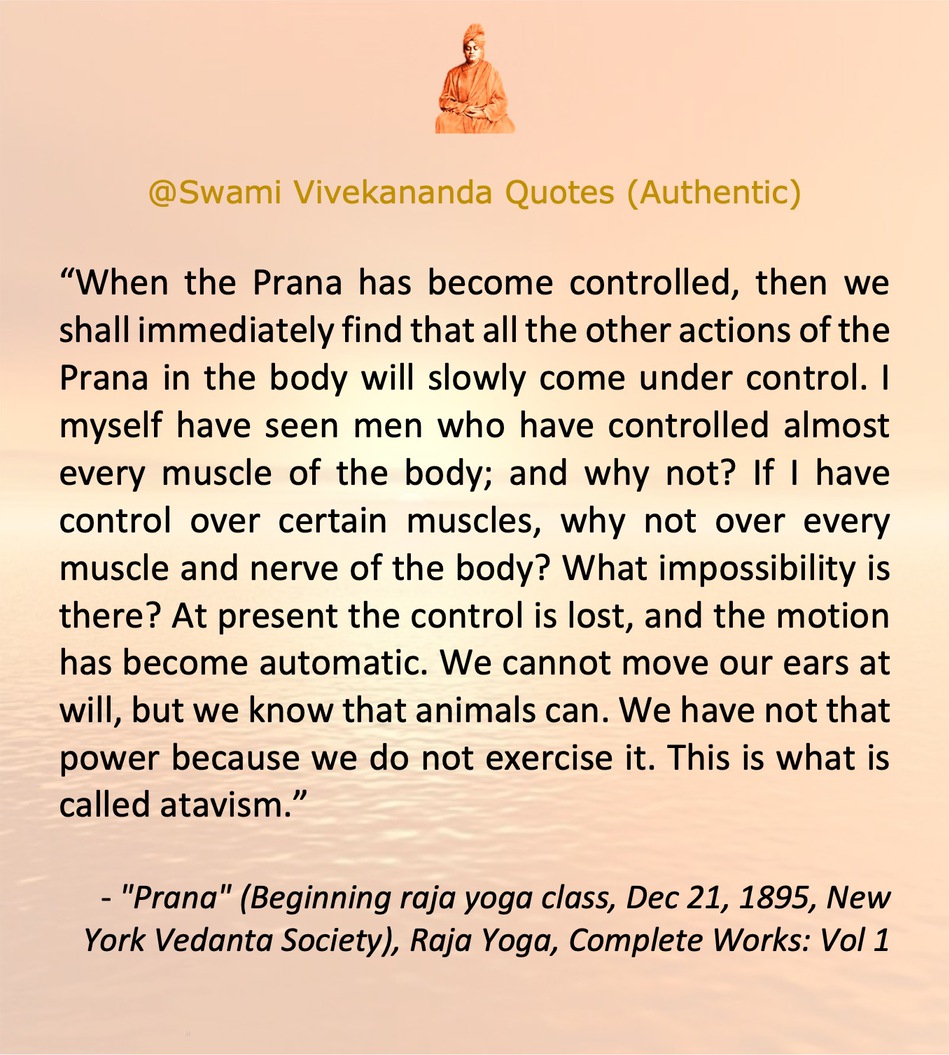 @Swami Vivekananda Quotes (Authentic)
“When the Prana has become controlled, then we
shall immediately find that all the other actions of the
Prana in the body will slowly come under control. I
myself have seen men who have controlled almost
every muscle of the body; and why not? If I have
control over certain muscles, why not over every
muscle and nerve of the body? What impossibility is
there? At present the control is lost, and the motion
has become automatic. We cannot move our ears at
will, but we know that animals can. We have not that
power because we do not exercise it. This is what is
called atavism.”
- "Prana" (Beginning raja yoga class, Dec 21, 1895, New
York Vedanta Society), Raja Yoga, Complete Works: Vol 1